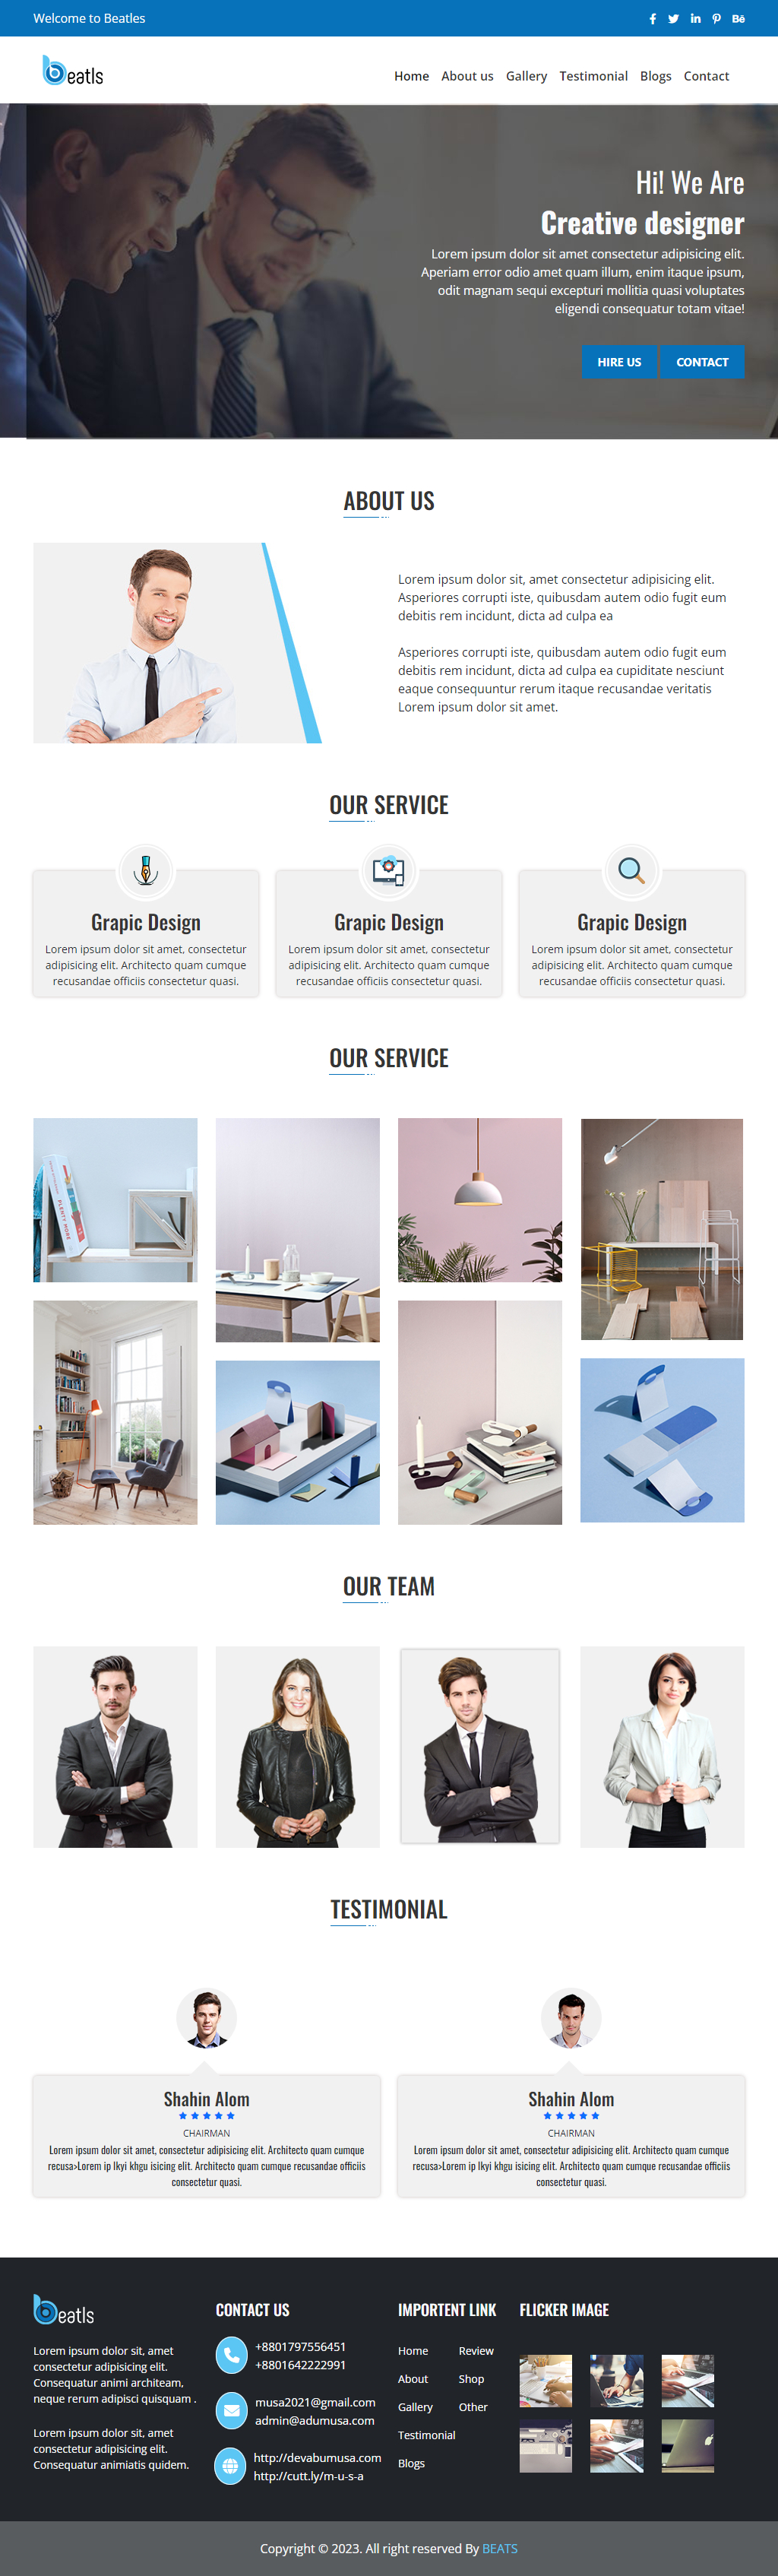 Welcome to Beatles
beatls
Home About us Gallery Testimonial Blogs Contact
Hi! We Are
Creative designer
Lorem ipsum dolor sit amet consectetur adipisicing elit.
Aperiam error odio amet quam illum, enim itaque ipsum,
odit magnam sequi excepturi mollitia quasi voluptates
eligendi consequatur totam vitae!
HIRE US CONTACT
ABOUT US
Lorem ipsum dolor sit, amet consectetur adipisicing elit.
Asperiores corrupti iste, quibusdam autem odio fugit eum
debitis rem incidunt, dicta ad culpa ea
Asperiores corrupti iste, quibusdam autem odio fugit eum
debitis rem incidunt, dicta ad culpa ea cupiditate nesciunt
eaque consequuntur rerum itaque recusandae veritatis
Lorem ipsum dolor sit amet.
OUR SERVICE
Grapic Design
Lorem ipsum dolor sit amet, consectetur
adipisicing elit. Architecto quam cumque
recusandae officiis consectetur quasi.
Grapic Design
Lorem ipsum dolor sit amet, consectetur
adipisicing elit. Architecto quam cumque
recusandae officiis consectetur quasi.
Grapic Design
Lorem ipsum dolor sit amet, consectetur
adipisicing elit. Architecto quam cumque
recusandae officiis consectetur quasi.
OUR SERVICE
PLENTY MORE
OUR TEAM
TESTIMONIAL
Shahin Alom
CHAIRMAN
Lorem ipsum dolor sit amet, consectetur adipisicing elit. Architecto quam cumque
recusa>Lorem ip lkyi khgu isicing elit. Architecto quam cumque recusandae officiis
consectetur quasi.
Shahin Alom
CHAIRMAN
Lorem ipsum dolor sit amet, consectetur adipisicing elit. Architecto quam cumque
recusa>Lorem ip lkyi khgu isicing elit. Architecto quam cumque recusandae officiis
consectetur quasi.
beatls
Lorem ipsum dolor sit, amet
consectetur adipisicing elit.
Consequatur animi architeam,
neque rerum adipisci quisquam .
Lorem ipsum dolor sit, amet
consectetur adipisicing elit.
Consequatur animiatis quidem.
CONTACT US
+8801797556451
+8801642222991
musa2021@gmail.com
admin@adumusa.com
http://devabumusa.com
http://cutt.ly/m-u-s-a
IMPORTENT LINK
Home Review
About Shop
Gallery Other
Testimonial
Blogs
FLICKER IMAGE
Copyright © 2023. All right reserved By BEATS